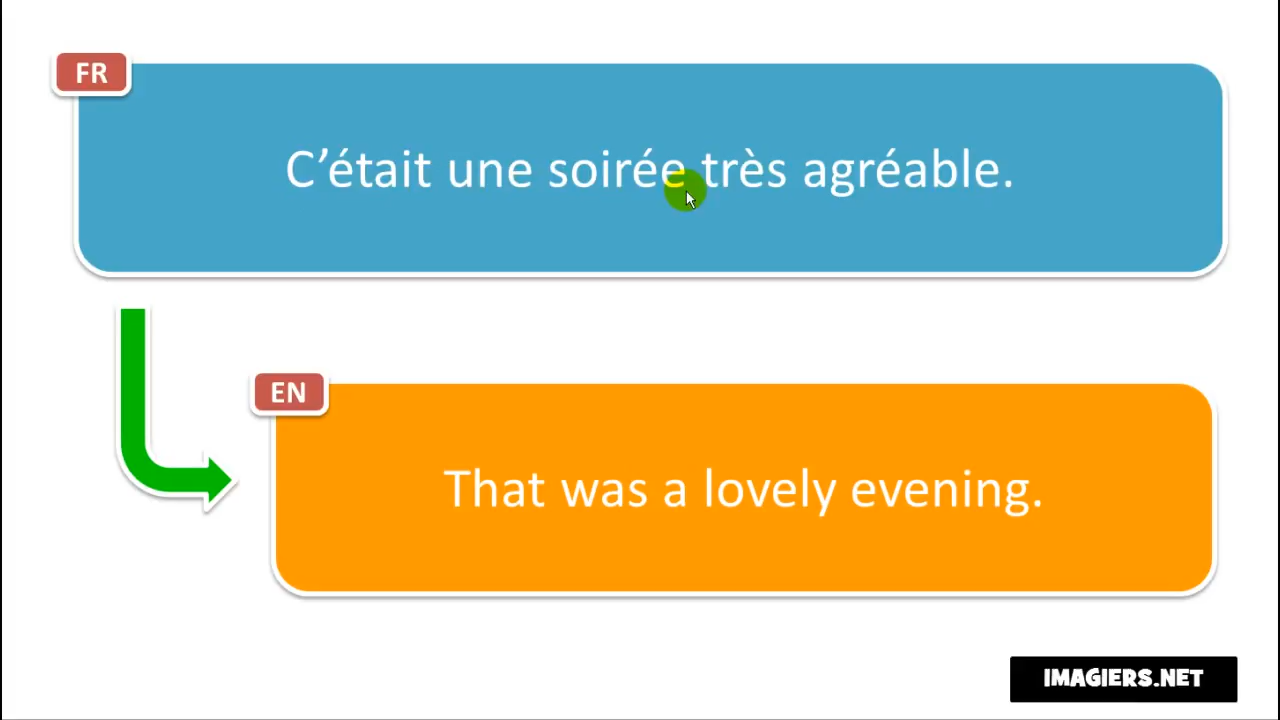 FR
C’était une soirée très agréable.
EN
That was a lovely evening.
IMAGIERS.NET